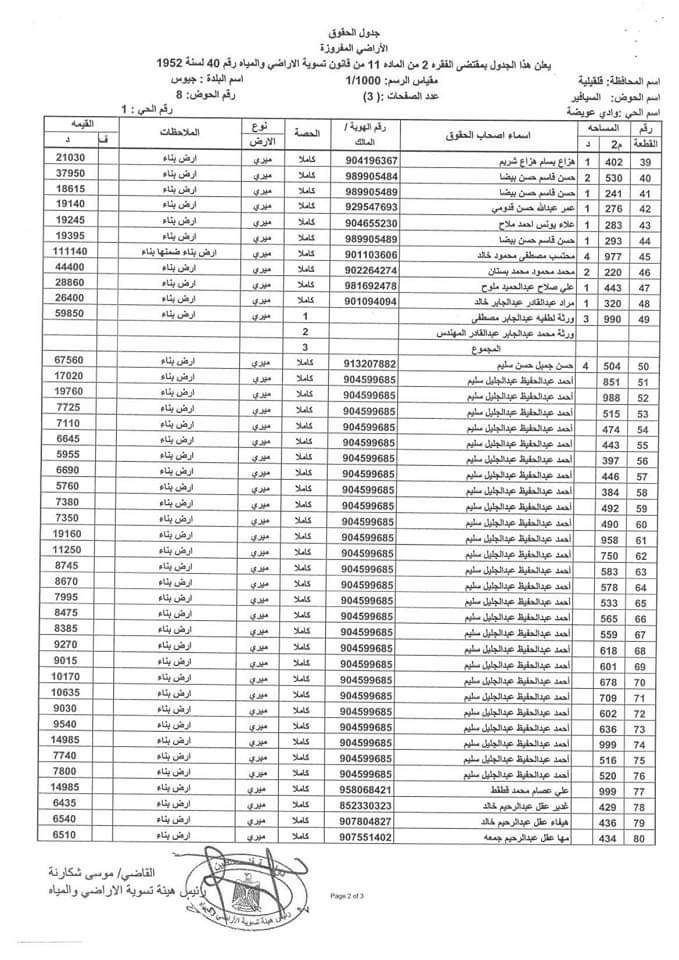 جدول الحقوق
الأراضي المفروزة
يعلن هذا الجدول بمقتضى الفقره 2 من الماده 11 من قانون تسوية الاراضي والمياه رقم 40 لسنة 1952
اسم المحافظة: قلقيلية مقياس الرسم: 1/1000 اسم البلدة : جيوس
اسم الحوض: السيافير عدد الصفحات : ( 3 ) رقم الحوض: 8
اسم الحي :وادي عويضة رقم الحي : 1
رقم القطعة المساحه م2 د اسماء اصحاب الحقوق رقم الهوية / المالك الحصة نوع الارض الملاحظات القيمه ف د
39 402 1 هزاع بسام هزاع شريم 904196367 كاملا ميري ارض بناء 21030
40 530 2 حسن قاسم حسن بيضا 989905484 كاملا ميري ارض بناء 37950
41 241 1 حسن قاسم حسن بيضا 989905489 كاملا ميري ارض بناء 18615
42 276 1 عمر عبدالله حسن قدومي 929547693 كاملا ميري ارض بناء 19140
43 283 1 علاء يونس احمد ملاح 904655230 كاملا ميري ارض بناء 19245
44 293 1 حسن قاسم حسن بيضا 989905489 كاملا ميري ارض بناء 19395
45 977 4 محتسب مصطفى محمود خالد 901103606 كاملا ميري ارض بناء ضمنها بناء 111140
46 220 2 محمد محمود محمد بستان 902264274 كاملا ميري ارض بناء 44400
47 443 1 علي صلاح عبدالحميد ملوح 981692478 كاملا ميري ارض بناء 28860
48 320 1 مراد عبدالقادر عبدالجابر خالد 901094094 كاملا ميري ارض بناء 26400
49 990 3 ورثة لطفيه عبدالجابر مصطفى 1 ميري ارض بناء 59850
ورثة محمد عبدالجابر عبدالقادر المهندس 2
المجموع 3
50 504 4 حسن جميل حسن سليم 913207882 كاملا ميري ارض بناء 67560
51 851 أحمد عبدالحفيظ عبدالجليل سليم 904599685 كاملا ميري ارض بناء 17020
52 988 أحمد عبدالحفيظ عبدالجليل سليم 904599685 كاملا ميري ارض بناء 19760
53 515 أحمد عبدالحفيظ عبدالجليل سليم 904599685 كاملا ميري ارض بناء 7725
54 474 أحمد عبدالحفيظ عبدالجليل سليم 904599685 كاملا ميري ارض بناء 7110
55 443 أحمد عبدالحفيظ عبدالجليل سليم 904599685 كاملا ميري ارض بناء 6645
56 397 أحمد عبدالحفيظ عبدالجليل سليم 904599685 كاملا ميري ارض بناء 5955
57 446 أحمد عبدالحفيظ عبدالجليل سليم 904599685 كاملا ميري ارض بناء 6690
58 384 أحمد عبدالحفيظ عبدالجليل سليم 904599685 كاملا ميري ارض بناء 5760
59 492 أحمد عبدالحفيظ عبدالجليل سليم 904599685 كاملا ميري ارض بناء 7380
60 490 أحمد عبدالحفيظ عبدالجليل سليم 904599685 كاملا ميري ارض بناء 7350
61 958 أحمد عبدالحفيظ عبدالجليل سليم 904599685 كاملا ميري ارض بناء 19160
62 750 أحمد عبدالحفيظ عبدالجليل سليم 904599685 كاملا ميري ارض بناء 11250
63 583 أحمد عبدالحفيظ عبدالجليل سليم 904599685 كاملا ميري ارض بناء 8745
64 578 أحمد عبدالحفيظ عبدالجليل سليم 904599685 كاملا ميري ارض بناء 8670
65 533 أحمد عبدالحفيظ عبدالجليل سليم 904599685 كاملا ميري ارض بناء 7995
66 565 أحمد عبدالحفيظ عبدالجليل سليم 904599685 كاملا ميري ارض بناء 8475
67 559 أحمد عبدالحفيظ عبدالجليل سليم 904599685 كاملا ميري ارض بناء 8385
68 618 أحمد عبدالحفيظ عبدالجليل سليم 904599685 كاملا ميري ارض بناء 9270
69 601 أحمد عبدالحفيظ عبدالجليل سليم 904599685 كاملا ميري ارض بناء 9015
70 678 أحمد عبدالحفيظ عبدالجليل سليم 904599685 كاملا ميري ارض بناء 10170
71 709 أحمد عبدالحفيظ عبدالجليل سليم 904599685 كاملا ميري ارض بناء 10635
72 602 أحمد عبدالحفيظ عبدالجليل سليم 904599685 كاملا ميري ارض بناء 9030
73 636 أحمد عبدالحفيظ عبدالجليل سليم 904599685 كاملا ميري ارض بناء 9540
74 999 أحمد عبدالحفيظ عبدالجليل سليم 904599685 كاملا ميري ارض بناء 14985
75 516 أحمد عبدالحفيظ عبدالجليل سليم 904599685 كاملا ميري ارض بناء 7740
76 520 أحمد عبدالحفيظ عبدالجليل سليم 904599685 كاملا ميري ارض بناء 7800
77 999 علي عصام محمد قطقط 958068421 كاملا ميري ارض بناء 14985
78 429 غدير عقل عبدالرحيم خالد 852330323 كاملا ميري ارض بناء 6435
79 436 هيفاء عقل عبدالرحيم خالد 907804827 كاملا ميري ارض بناء 6540
80 434 مها عقل عبدالرحيم جمعه 907551402 كاملا ميري ارض بناء 6510
القاضي/ موسى شكارنة
رئيس هيئة تسوية الاراضي والمياه
Page 2 of 3